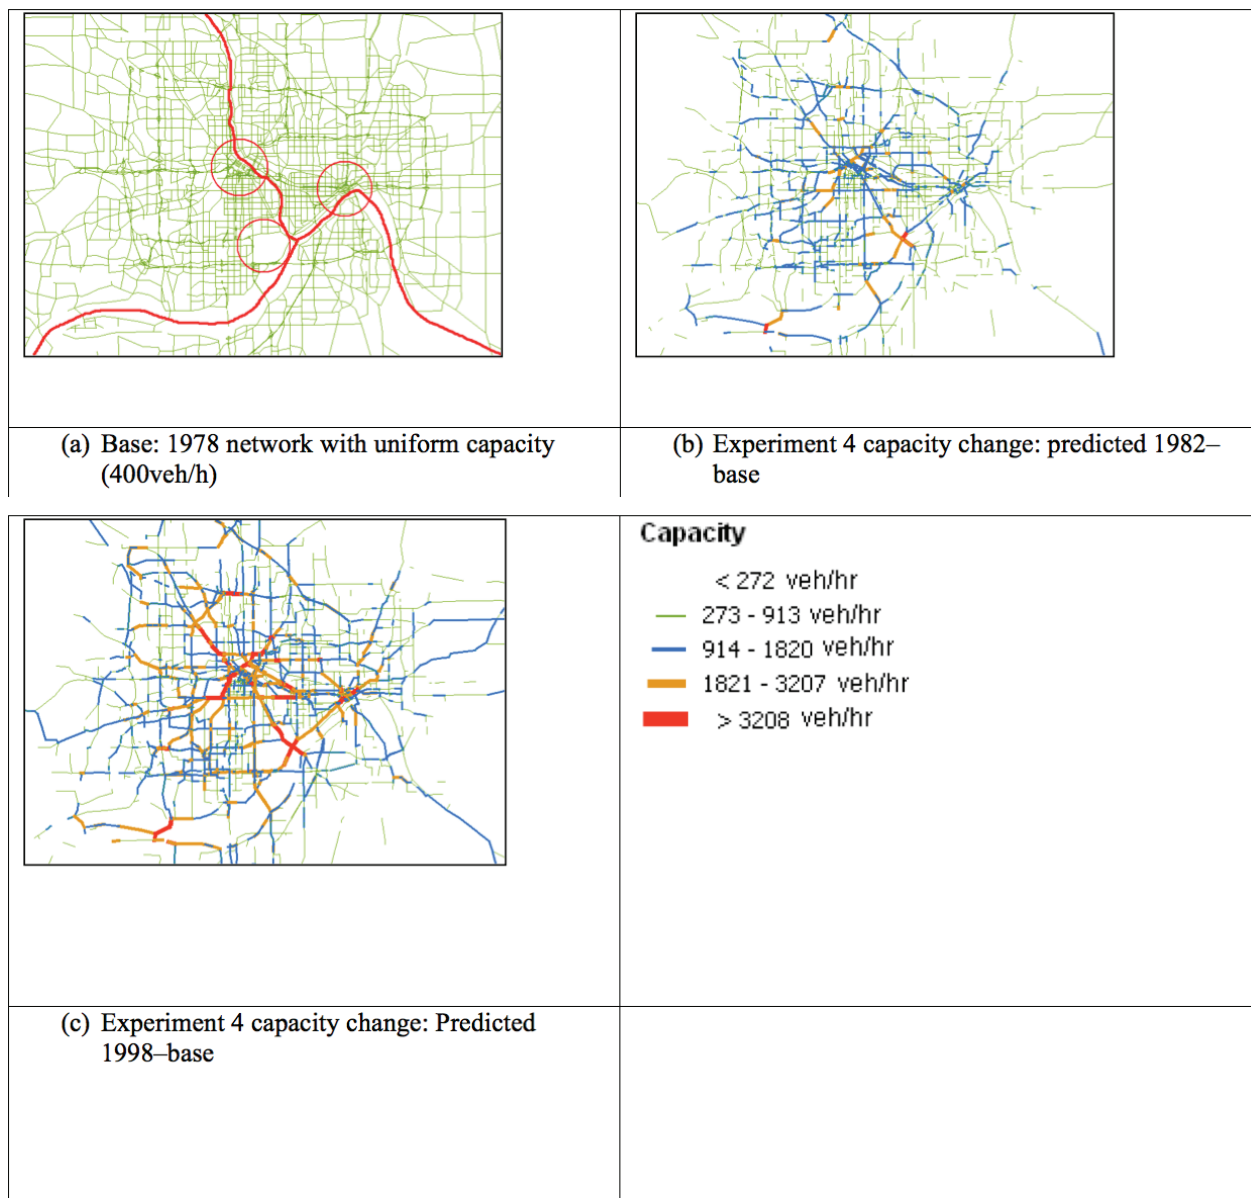 (a) Base: 1978 network with uniform capacity
(400veh/h)
(b) Experiment 4 capacity change: predicted 1982–
base
Capacity
< 272 veh/hr
273 - 913 veh/hr
914 - 1820 veh/hr
1821 - 3207 veh/hr
> 3208 veh/hr
(c) Experiment 4 capacity change: Predicted
1998–base